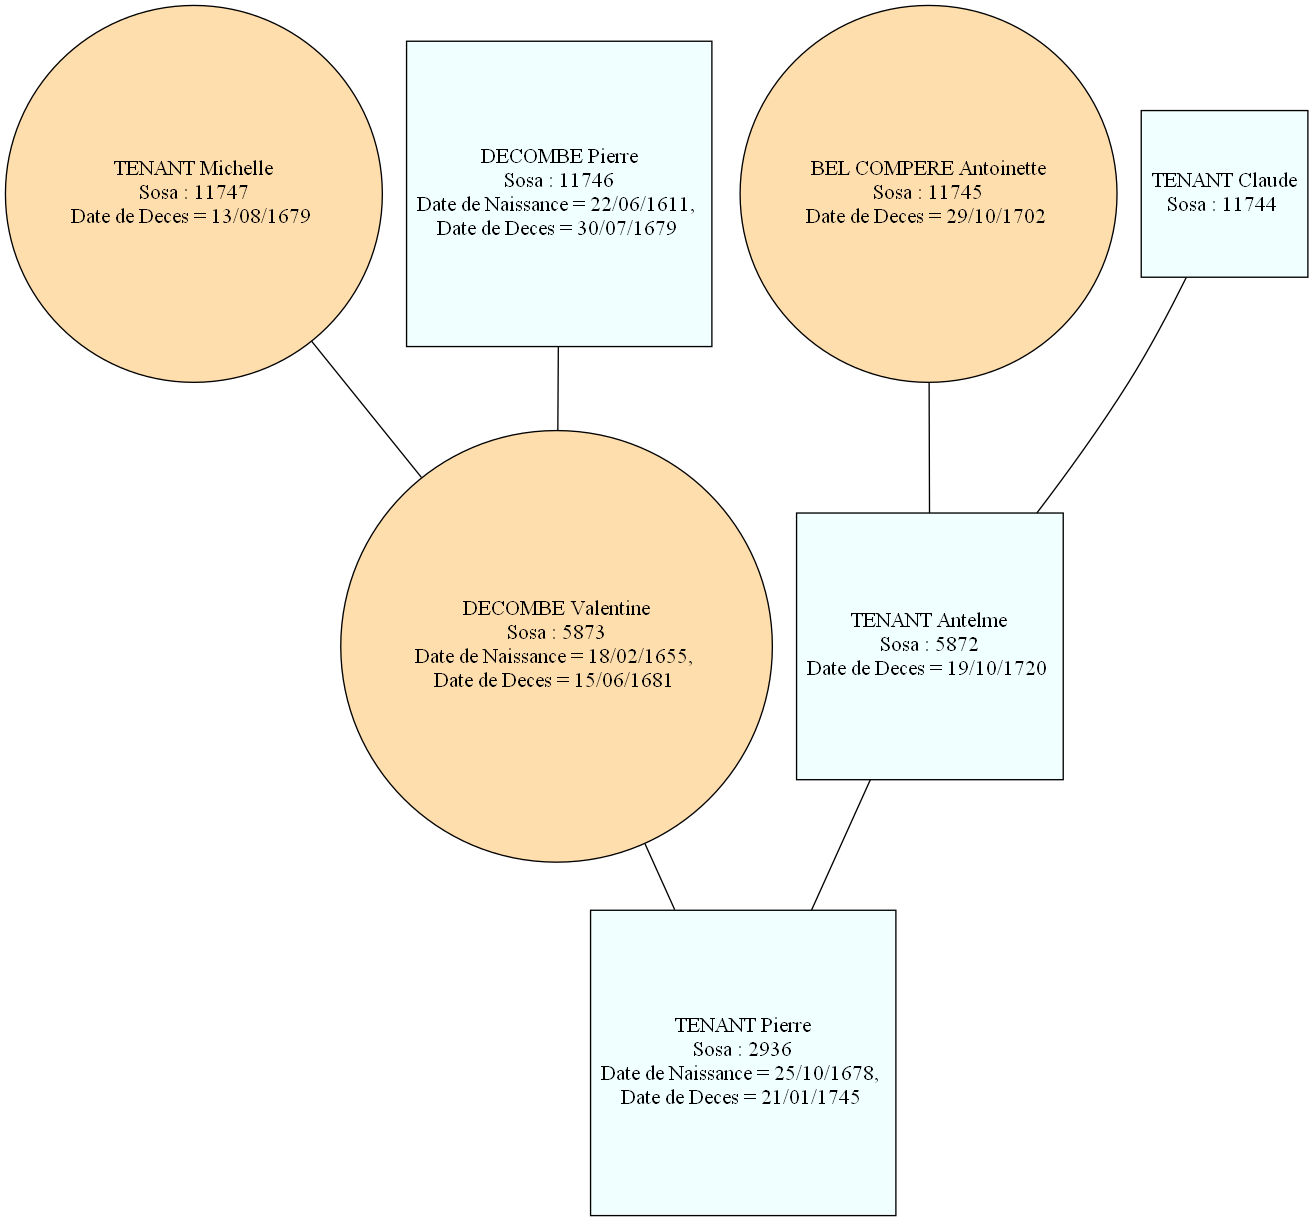 TENANT Michelle
Sosa : 11747
Date de Deces = 13/08/1679
DECOMBE Pierre
Sosa : 11746
Date de Naissance = 22/06/1611,
Date de Deces = 30/07/1679
BEL COMPERE Antoinette
Sosa : 11745
Date de Deces = 29/10/1702
TENANT Claude
Sosa : 11744
DECOMBE Valentine
Sosa : 5873
Date de Naissance = 18/02/1655,
Date de Deces = 15/06/1681
TENANT Antelme
Sosa : 5872
Date de Deces = 19/10/1720
TENANT Pierre
Sosa : 2936
Date de Naissance = 25/10/1678,
Date de Deces = 21/01/1745